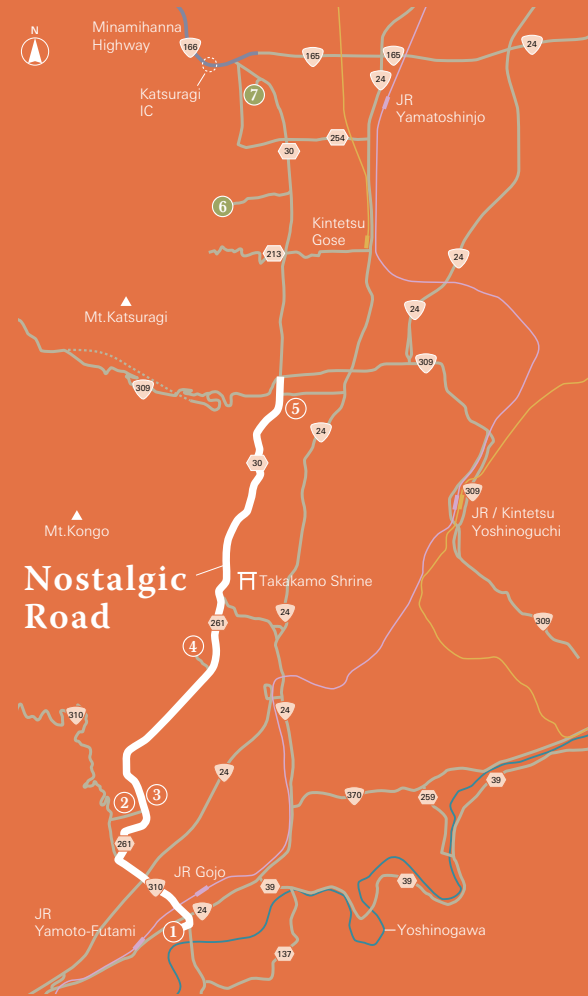 N
Minamihanna
Highway
166
165
165
24
24
Katsuragi
IC
7
JR
Yamatoshinjo
254
30
6
Kintetsu
Gose
213
24
Mt.Katsuragi
24
309
309
5
24
30
309
JR / Kintetsu
Yoshinoguchi
Mt.Kongo
Nostalgic
Road
Takakamo Shrine
24
261
309
4
310
24
24
39
370
259
2
3
261
JR Gojo
310
39
39
24
JR
Yamoto-Futami
1
Yoshinogawa
137